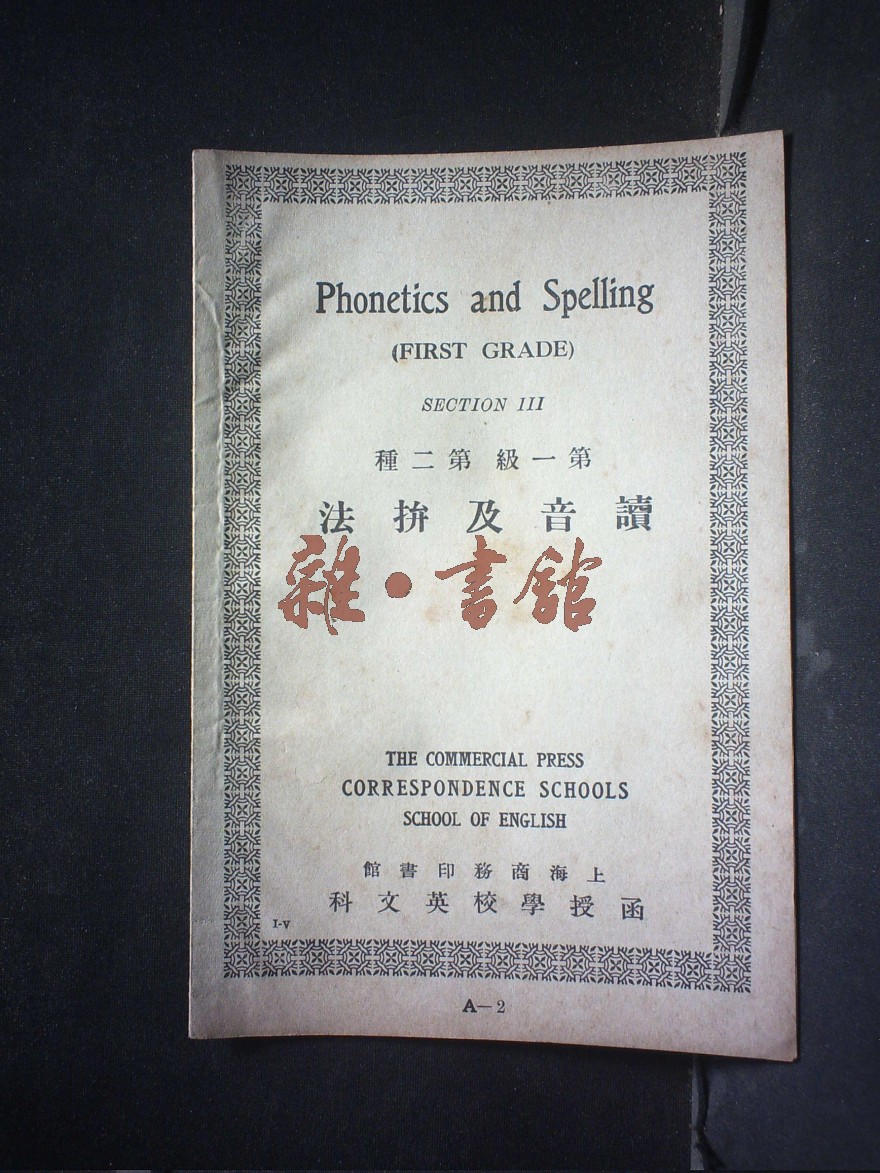 Phonetics and Spelling
(FIRST GRADE)
SECTION III
第一級 第二種
讀音及拚法
雜·書館
THE COMMERCIAL PRESS
CORRESPONDENCE SCHOOLS
SCHOOL OF ENGLISH
上海商務印書館
函授學校英文科
I-V
A—2